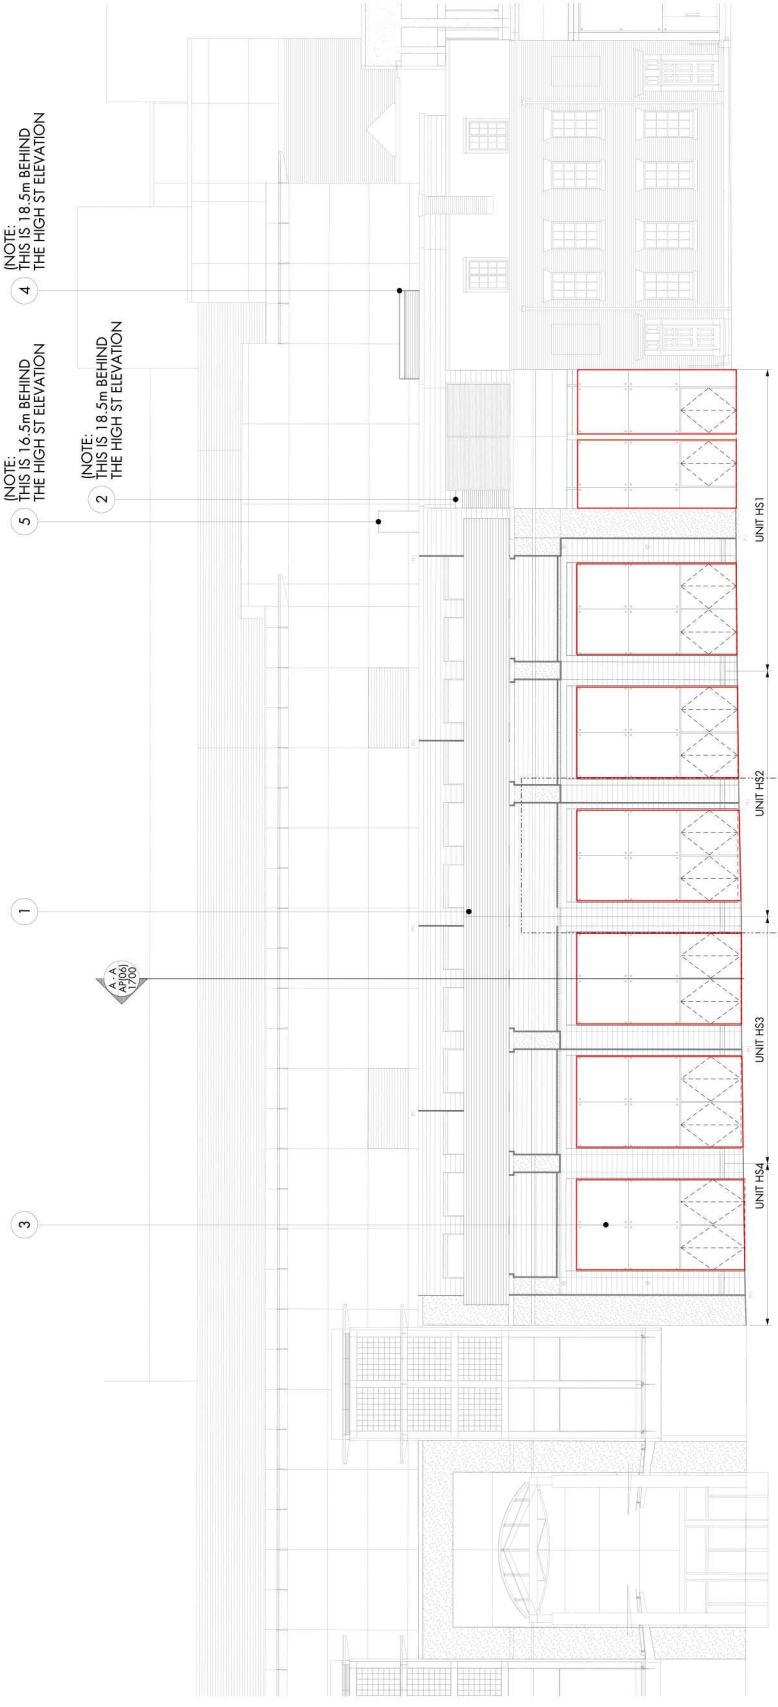 3
1
A - A
AP(06)
1700
5
(NOTE:
THIS IS 16.5m BEHIND
THE HIGH ST ELEVATION
2
(NOTE:
THIS IS 18.5m BEHIND
THE HIGH ST ELEVATION
4
(NOTE:
THIS IS 18.5m BEHIND
THE HIGH ST ELEVATION
UNIT HS4
UNIT HS3
UNIT HS2
UNIT HS1